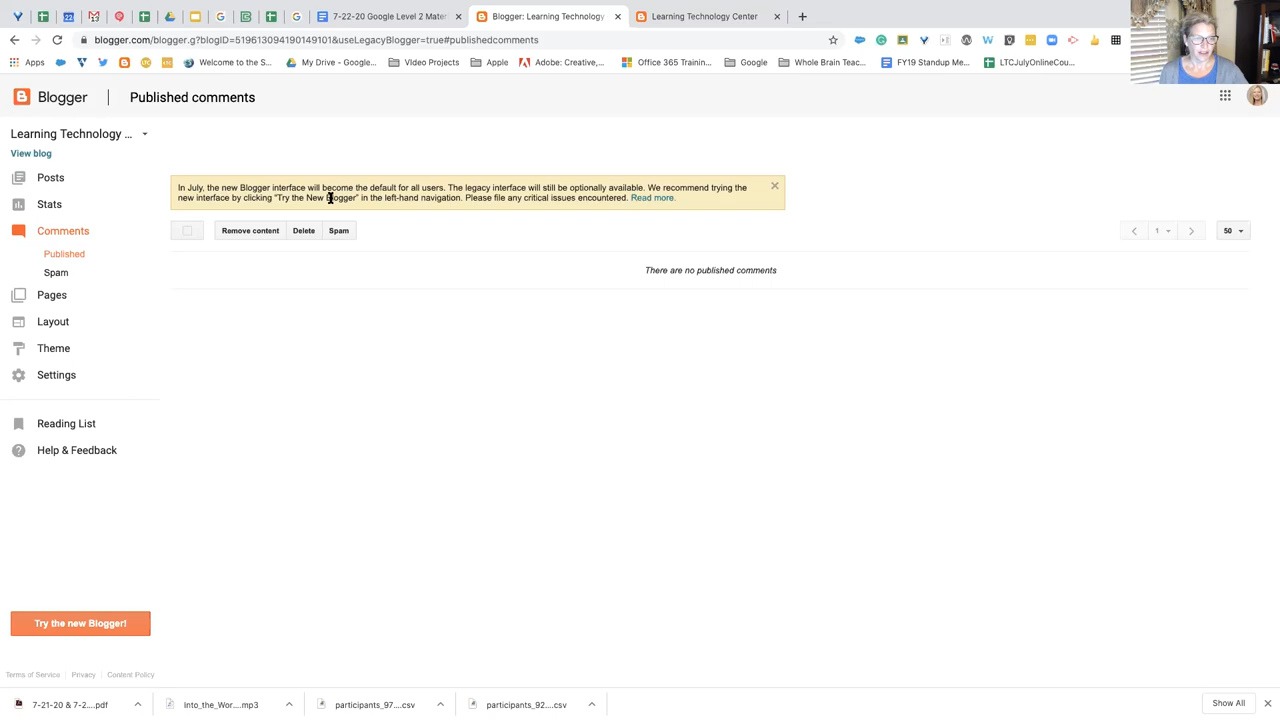 7-22-20 Google Level 2 Mater
Blogger: Learning Technology
Learning Technology Center
blogger.com/blogger.g?blogID=5196130941901491015&useLegacyBlogger=true#publishedcomments
Apps
Welcome to the S...
My Drive - Google...
Video Projects
Apple
Adobe: Creative,...
Office 365 Trainin...
Google
Whole Brain Teac...
FY19 Standup Me...
LTCJulyOnlineCou...
Blogger
Published comments
Learning Technology ...
View blog
Posts
Stats
Comments
Published
Spam
Pages
Layout
Theme
Settings
Reading List
Help & Feedback
Try the new Blogger!
Terms of Service | Privacy | Content Policy
In July, the new Blogger interface will become the default for all users. The legacy interface will still be optionally available. We recommend trying the
new interface by clicking "Try the New Blogger" in the left-hand navigation. Please file any critical issues encountered. Read more.
Remove content Delete Spam
1
50
There are no published comments
7-21-20 & 7-2....pdf
Into_the_Wor....mp3
participants_97....csv
participants_92....csv
Show All